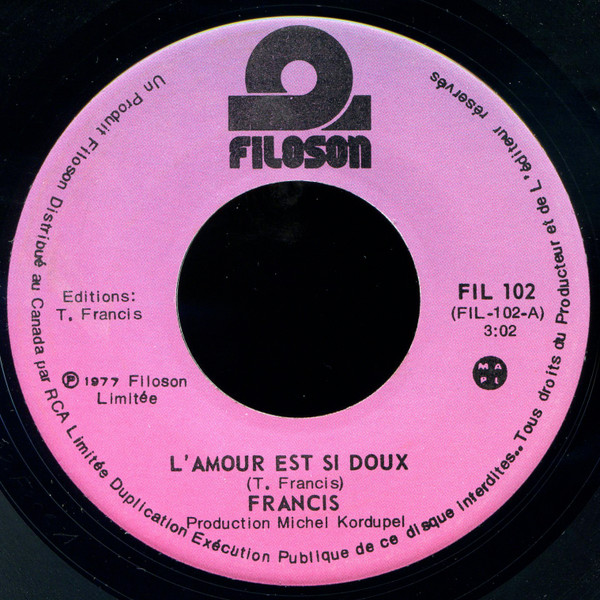 FILOSON
Editions:
T. Francis
Ⓟ 1977 Filoson
Limitée
FIL 102
(FIL-102-A)
3:02
M A
P L
L'AMOUR EST SI DOUX
(T. Francis)
FRANCIS
Production Michel Kordupel
Un Produit Filoson Distribué au Canada par RCA Limitée Duplication Exécution Publique de ce disque interdites..Tous droits du Producteur et de L'éditeur réservés